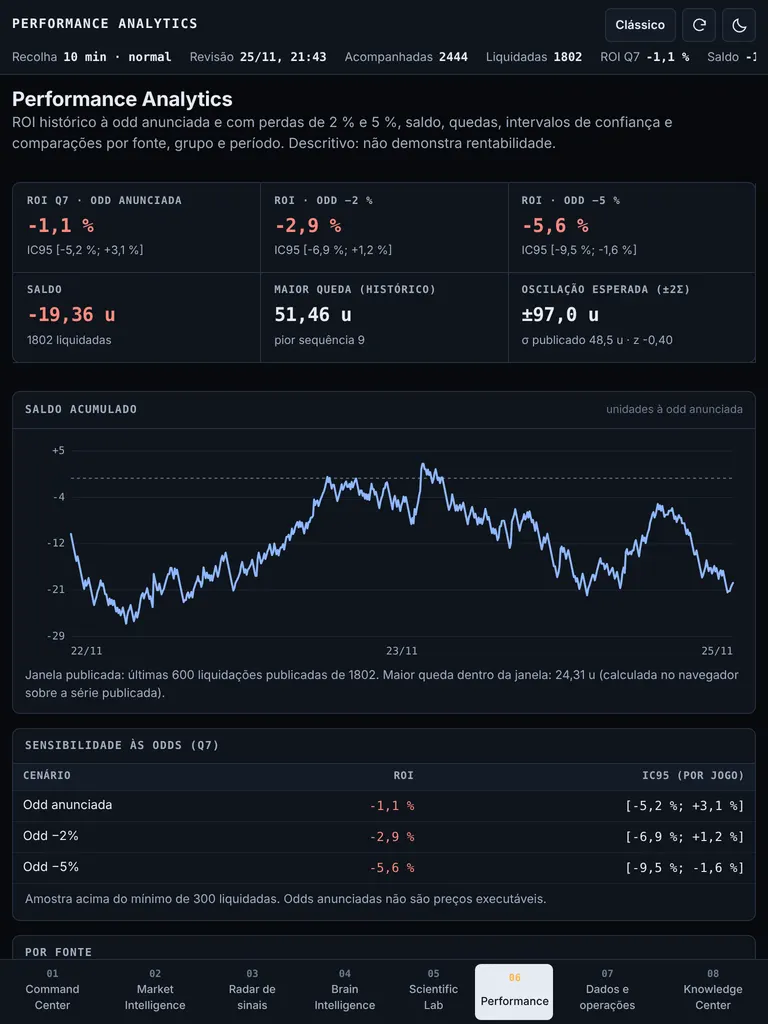 PERFORMANCE ANALYTICS
Clássico
Recolha 10 min · normal Revisão 25/11, 21:43 Acompanhadas 2444 Liquidadas 1802 ROI Q7 -1,1 % Saldo
Performance Analytics
ROI histórico à odd anunciada e com perdas de 2 % e 5 %, saldo, quedas, intervalos de confiança e
comparações por fonte, grupo e período. Descritivo: não demonstra rentabilidade.
ROI Q7 · ODD ANUNCIADA
-1,1 %
IC95 [-5,2 %; +3,1 %]
ROI · ODD −2 %
-2,9 %
IC95 [-6,9 %; +1,2 %]
ROI · ODD −5 %
-5,6 %
IC95 [-9,5 %; -1,6 %]
SALDO
-19,36 u
1802 liquidadas
MAIOR QUEDA (HISTÓRICO)
51,46 u
pior sequência 9
OSCILAÇÃO ESPERADA (±2Σ)
±97,0 u
σ publicado 48,5 u · z -0,40
SALDO ACUMULADO
unidades à odd anunciada
+5
-4
-12
-21
-29
22/11 23/11 25/11
Janela publicada: últimas 600 liquidações publicadas de 1802. Maior queda dentro da janela: 24,31 u (calculada no navegador
sobre a série publicada).
SENSIBILIDADE ÀS ODDS (Q7)
CENÁRIO ROI IC95 (POR JOGO)
Odd anunciada -1,1 % [-5,2 %; +3,1 %]
Odd −2% -2,9 % [-6,9 %; +1,2 %]
Odd −5% -5,6 % [-9,5 %; -1,6 %]
Amostra acima do mínimo de 300 liquidadas. Odds anunciadas não são preços executáveis.
POR FONTE
01
Command
Center
02
Market
Intelligence
03
Radar de
sinais
04
Brain
Intelligence
05
Scientific
Lab
06
Performance
07
Dados e
operações
08
Knowledge
Center